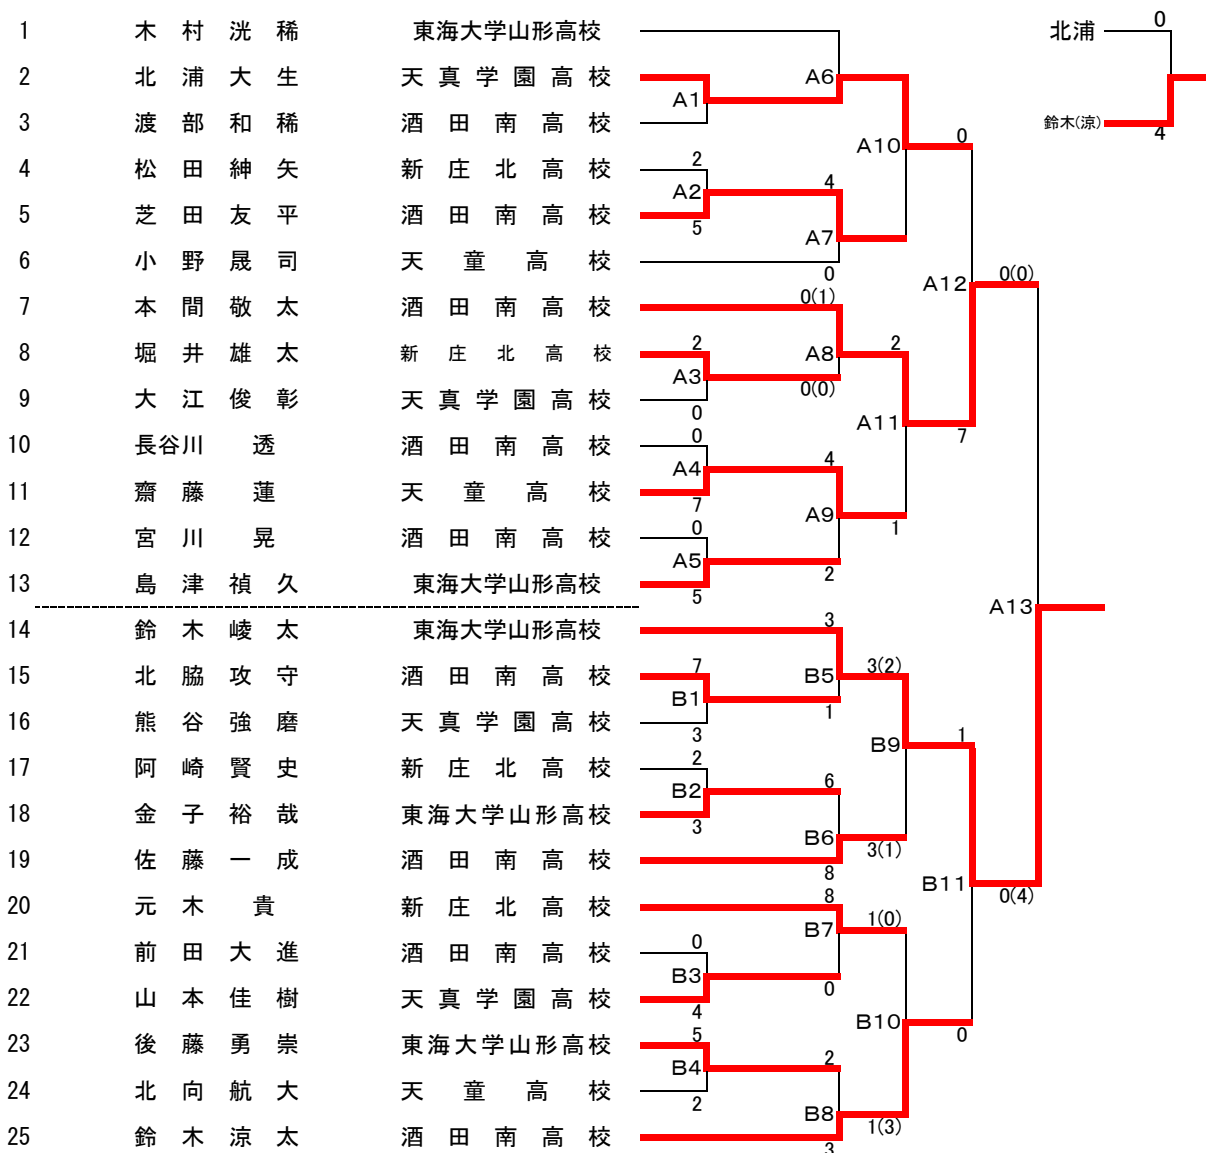 1 木村洸稀 東海大学山形高校
2 北浦大生 天真学園高校
3 渡部和稀 酒田南高校
4 松田紳矢 新庄北高校
5 芝田友平 酒田南高校
6 小野晟司 天童高校
7 本間敬太 酒田南高校
8 堀井雄太 新庄北高校
9 大江俊彰 天真学園高校
10 長谷川透 酒田南高校
11 齋藤蓮 天童高校
12 宮川晃 酒田南高校
13 島津禎久 東海大学山形高校
14 鈴木崚太 東海大学山形高校
15 北脇攻守 酒田南高校
16 熊谷強磨 天真学園高校
17 阿崎賢史 新庄北高校
18 金子裕哉 東海大学山形高校
19 佐藤一成 酒田南高校
20 元木貴 新庄北高校
21 前田大進 酒田南高校
22 山本佳樹 天真学園高校
23 後藤勇崇 東海大学山形高校
24 北向航大 天童高校
25 鈴木涼太 酒田南高校
A1
2
A2
5
2
A3
0
0
A4
7
0
A5
5
7
B1
3
2
B2
3
0
B3
4
5
B4
2
A6
4
A7
0
0(1)
A8
0(0)
4
A9
2
3
B5
1
6
B6
8
8
B7
0
2
B8
3
A10
2
A11
1
3(2)
B9
3(1)
1(0)
B10
1(3)
0
A12
7
1
B11
0
0(0)
A13
0(4)
北浦 0
鈴木(涼) 4